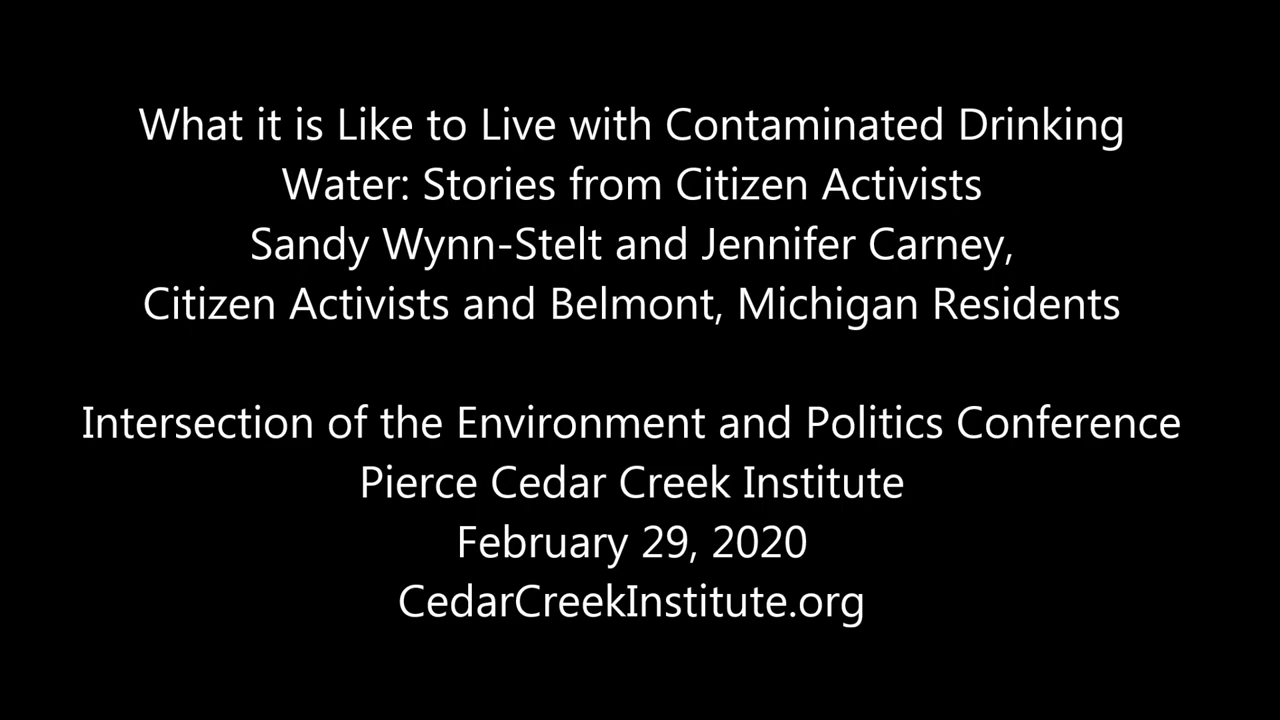 What it is Like to Live with Contaminated Drinking
Water: Stories from Citizen Activists
Sandy Wynn-Stelt and Jennifer Carney,
Citizen Activists and Belmont, Michigan Residents
Intersection of the Environment and Politics Conference
Pierce Cedar Creek Institute
February 29, 2020
CedarCreekInstitute.org